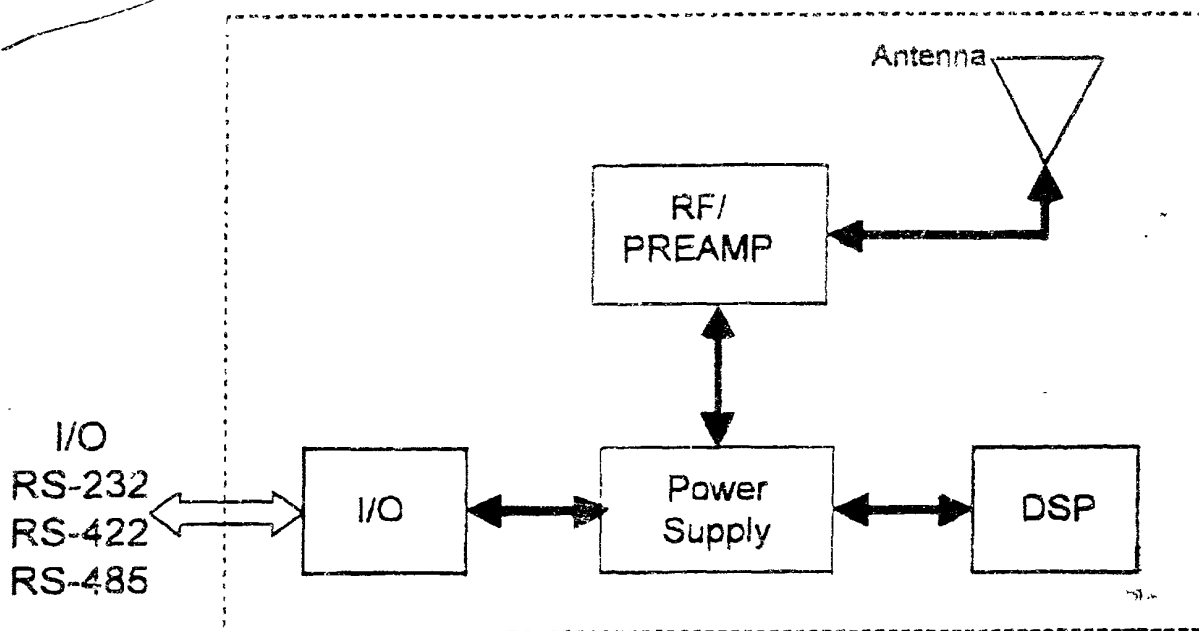 Antenna
RF/
PREAMP
I/O
RS-232
RS-422
RS-485
I/O
Power
Supply
DSP